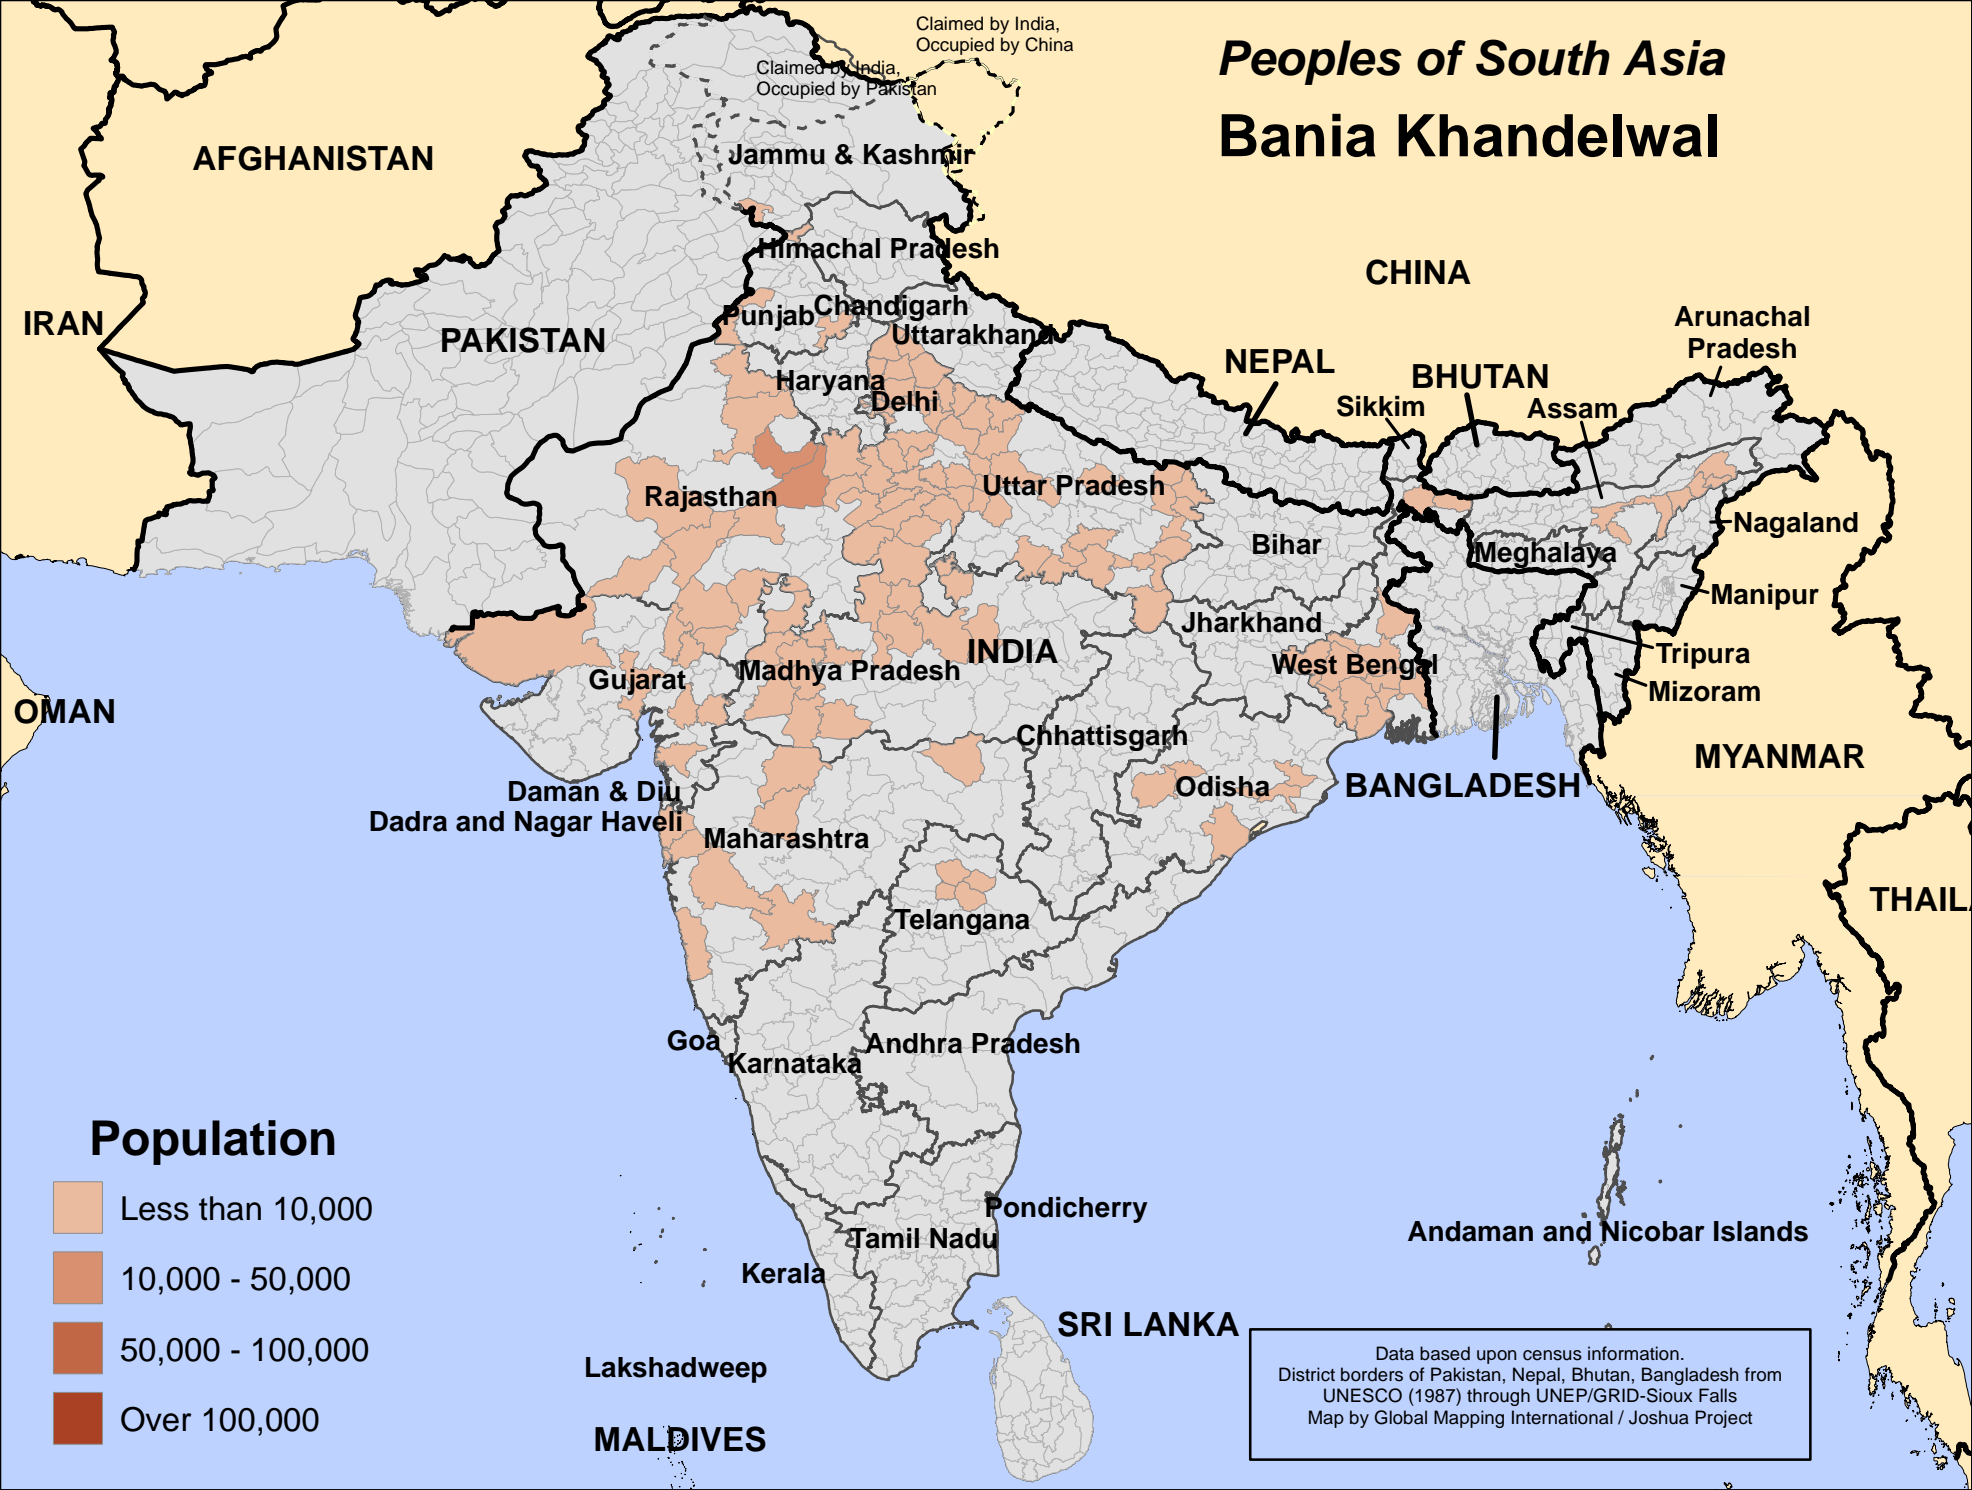 Claimed by India,
Occupied by China
Peoples of South Asia
Bania Khandelwal
Claimed by India,
Occupied by Pakistan
AFGHANISTAN
Jammu & Kashmir
Himachal Pradesh
CHINA
IRAN
PAKISTAN
Punjab
Chandigarh
Uttarakhand
Arunachal
Pradesh
NEPAL
BHUTAN
Haryana
Delhi
Sikkim
Assam
Rajasthan
Uttar Pradesh
Nagaland
Bihar
Meghalaya
Manipur
Jharkhand
INDIA
Tripura
West Bengal
Gujarat
Madhya Pradesh
Mizoram
OMAN
Chhattisgarh
MYANMAR
Odisha
BANGLADESH
Daman & Diu
Dadra and Nagar Haveli
Maharashtra
THAIL
Telangana
Goa
Andhra Pradesh
Karnataka
Pondicherry
Tamil Nadu
Andaman and Nicobar Islands
Kerala
SRI LANKA
Lakshadweep
MALDIVES
Population
Less than 10,000
10,000 - 50,000
50,000 - 100,000
Over 100,000
Data based upon census information.
District borders of Pakistan, Nepal, Bhutan, Bangladesh from
UNESCO (1987) through UNEP/GRID-Sioux Falls
Map by Global Mapping International / Joshua Project